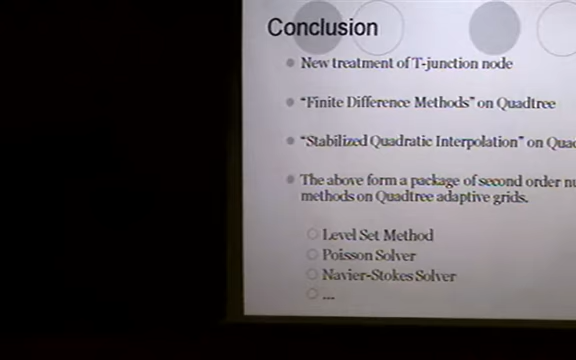 Conclusion
New treatment of T-junction node
"Finite Difference Methods" on Quadtree
"Stabilized Quadratic Interpolation" on
The above form a package of second order
methods on Quadtree adaptive grids.
Level Set Method
Poisson Solver
Navier-Stokes Solver
...